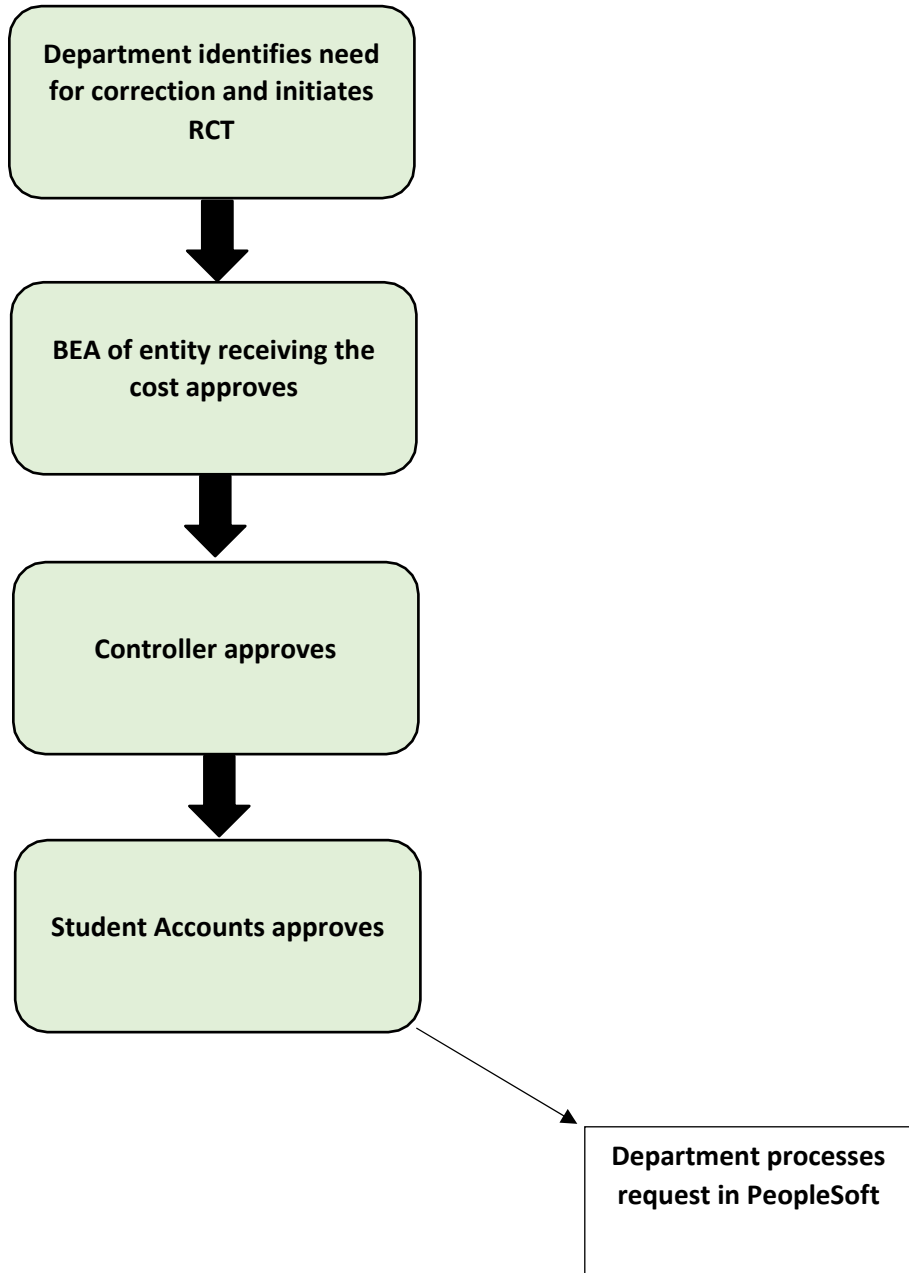 Department identifies need
for correction and initiates
RCT
BEA of entity receiving the
cost approves
Controller approves
Student Accounts approves
Department processes
request in PeopleSoft